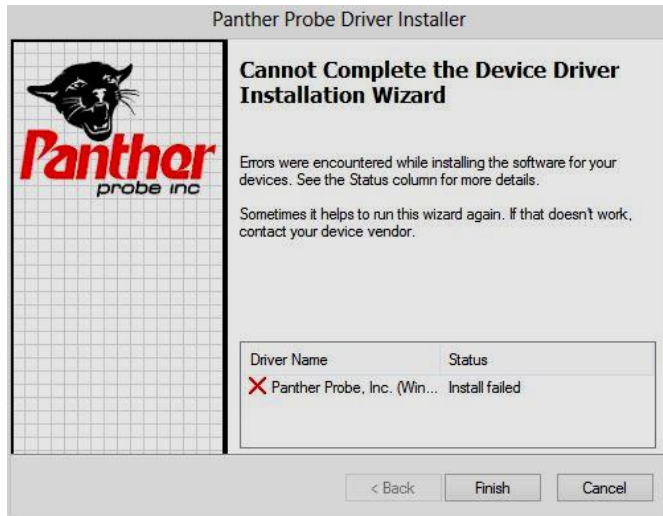 Panther Probe Driver Installer
Panther
probe inc
Cannot Complete the Device Driver
Installation Wizard
Errors were encountered while installing the software for your
devices. See the Status column for more details.
Sometimes it helps to run this wizard again. If that doesn't work,
contact your device vendor.
Driver Name Status
Panther Probe, Inc. (Win... Install failed
< Back Finish Cancel